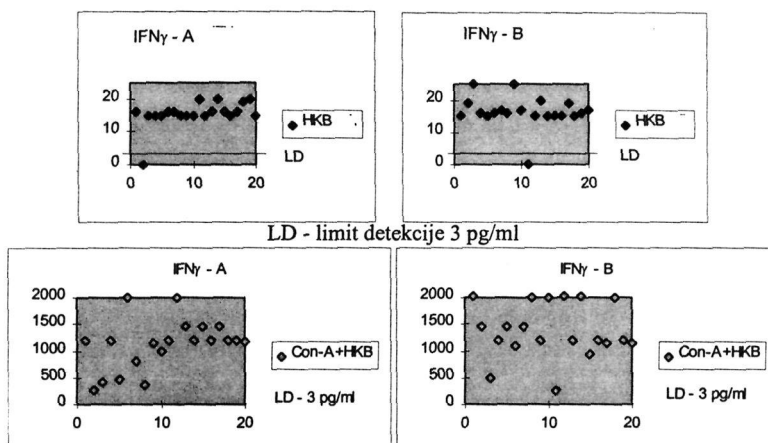 IFNγ - A
20
10
0
0 10 20
◆ HKB
LD
IFNγ - B
20
10
0
0 10 20
◆ HKB
LD
LD - limit detekcije 3 pg/ml
IFNγ - A
2000
1500
1000
500
0
0 10 20
◇ Con-A+HKB
LD - 3 pg/ml
IFNγ - B
2000
1500
1000
500
0
0 10 20
◇ Con-A+HKB
LD - 3 pg/ml